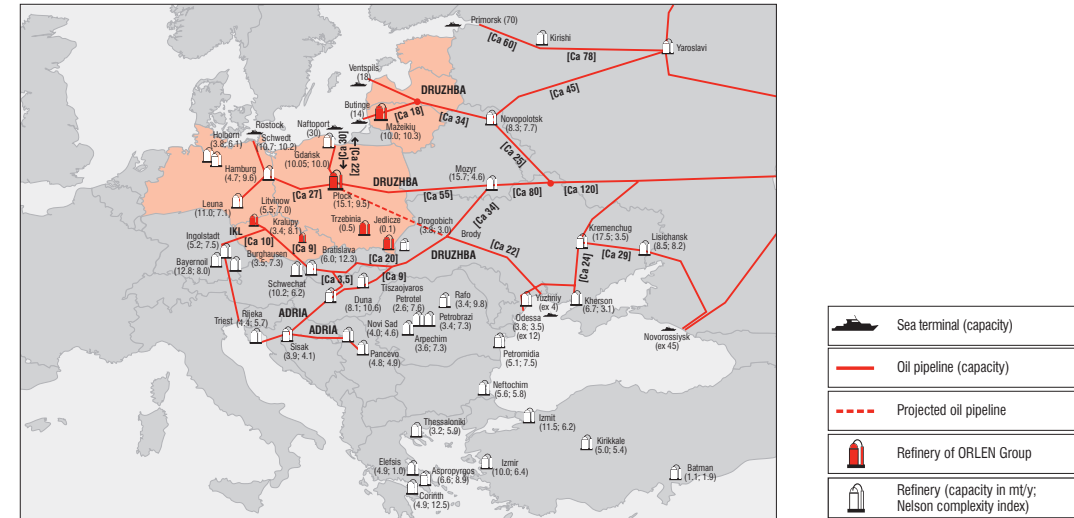 Primorsk (70)
[Ca 60]
Kirishi
[Ca 78]
Yaroslavl
Ventspils
(18)
DRUZHBA
[Ca 45]
Butinge
(14)
[Ca 18]
[Ca 34]
Novopolotsk
(8.3; 7.7)
Mažeikių
(10.0; 10.3)
Rostock
Naftoport
(30)
Holborn
(3.8; 6.1)
Schwedt
(10.7; 10.2)
Gdańsk
(10.05; 10.0)
[Ca 30]
[Ca 22]
[Ca 25]
Hamburg
(4.7; 9.6)
DRUZHBA
Mozyr
(15.7; 4.6)
[Ca 27]
Płock
(15.1; 9.5)
[Ca 55]
[Ca 80]
[Ca 120]
Leuna
(11.0; 7.1)
Litvinow
(5.5; 7.0)
Kralupy
(3.4; 8.1)
Trzebinia
(0.5)
Jedlicze
(0.1)
Drogobich
(3.8; 3.0)
[Ca 34]
Brody
[Ca 22]
Kremenchug
(17.5; 3.5)
Lisichansk
(8.5; 8.2)
[Ca 29]
[Ca 24]
IKL
[Ca 10]
[Ca 9]
Ingolstadt
(5.2; 7.5)
Bayernoil
(12.8; 8.0)
Burghausen
(3.5; 7.3)
Bratislava
(6.0; 12.3)
[Ca 20]
DRUZHBA
Schwechat
(10.2; 6.2)
[Ca 3,5]
[Ca 9]
Tiszaojvaros
Duna
(8.1; 10.6)
Petrotel
(2.6; 7.6)
Rafo
(3.4; 9.8)
Yuzhniy
(ex 4)
Kherson
(6.7; 3.1)
Odessa
(3.8; 3.5)
(ex 12)
Novorossiysk
(ex 45)
ADRIA
ADRIA
Triest
Rijeka
(4.4; 5.7)
Sisak
(3.9; 4.1)
Novi Sad
(4.0; 4.6)
Petrobrazi
(3.4; 7.3)
Arpechim
(3.6; 7.3)
Pancevo
(4.8; 4.9)
Petromidia
(5.1; 7.5)
Neftochim
(5.6; 5.8)
Thessaloniki
(3.2; 5.9)
Izmit
(11.5; 6.2)
Kirikkale
(5.0; 5.4)
Elefsis
(4.9; 1.0)
Aspropyrgos
(6.6; 8.9)
Izmir
(10.0; 6.4)
Batman
(1.1; 1.9)
Corinth
(4.9; 12.5)
Sea terminal (capacity)
Oil pipeline (capacity)
Projected oil pipeline
Refinery of ORLEN Group
Refinery (capacity in mt/y;
Nelson complexity index)